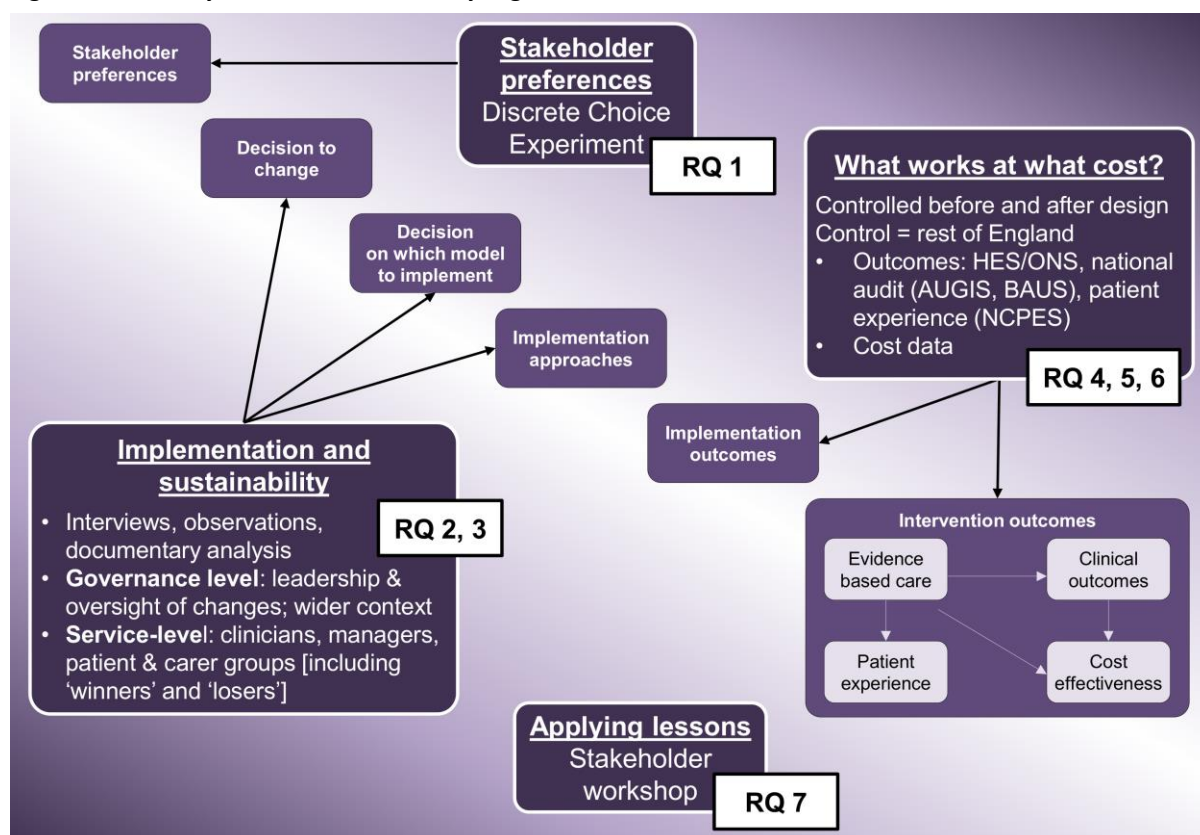 Stakeholder
preferences
Stakeholder
preferences
Discrete Choice
Experiment
RQ 1
Decision to
change
Decision
on which model
to implement
Implementation
approaches
What works at what cost?
Controlled before and after design
Control = rest of England
• Outcomes: HES/ONS, national
audit (AUGIS, BAUS), patient
experience (NCPES)
• Cost data
RQ 4, 5, 6
Implementation
outcomes
Implementation and
sustainability
• Interviews, observations,
documentary analysis
• Governance level: leadership &
oversight of changes; wider context
• Service-level: clinicians, managers,
patient & carer groups [including
‘winners’ and ‘losers’]
RQ 2, 3
Intervention outcomes
Evidence
based care
Clinical
outcomes
Patient
experience
Cost
effectiveness
Applying lessons
Stakeholder
workshop
RQ 7